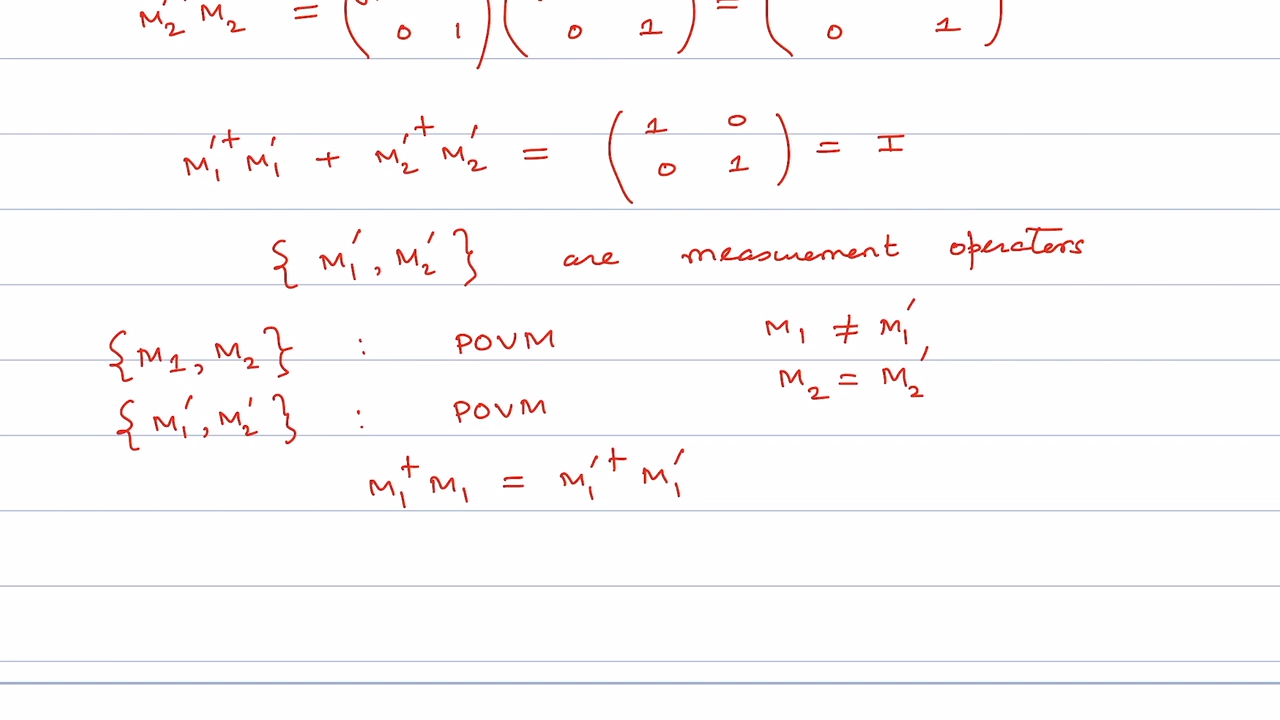 M₂'† M₂' = ( 0 1 ) ( 0 1 ) = ( 0 1 )
M₁'† M₁' + M₂'† M₂' = ( 1 0
0 1 ) = I
{ M₁', M₂' } are measurement operators
{M₁, M₂} : POVM M₁ ≠ M₁'
M₂ = M₂'
{M₁', M₂'} : POVM
M₁† M₁ = M₁'† M₁'